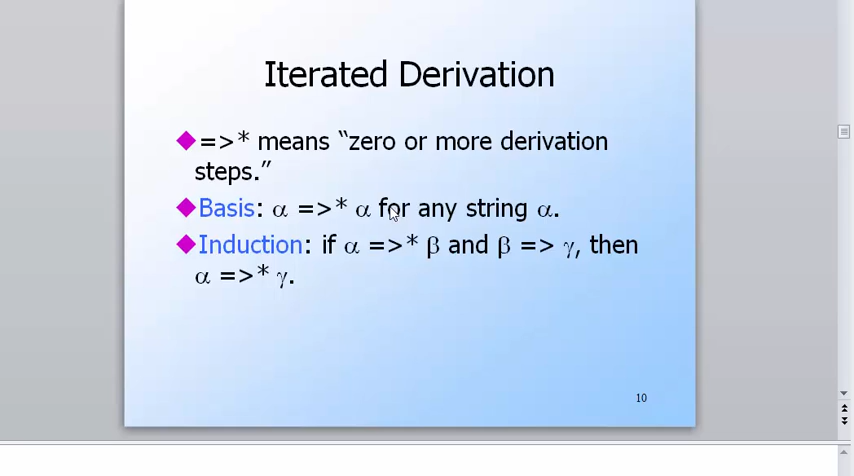 Iterated Derivation
=>* means “zero or more derivation
steps.”
Basis: α =>* α for any string α.
Induction: if α =>* β and β => γ, then
α =>* γ.
10